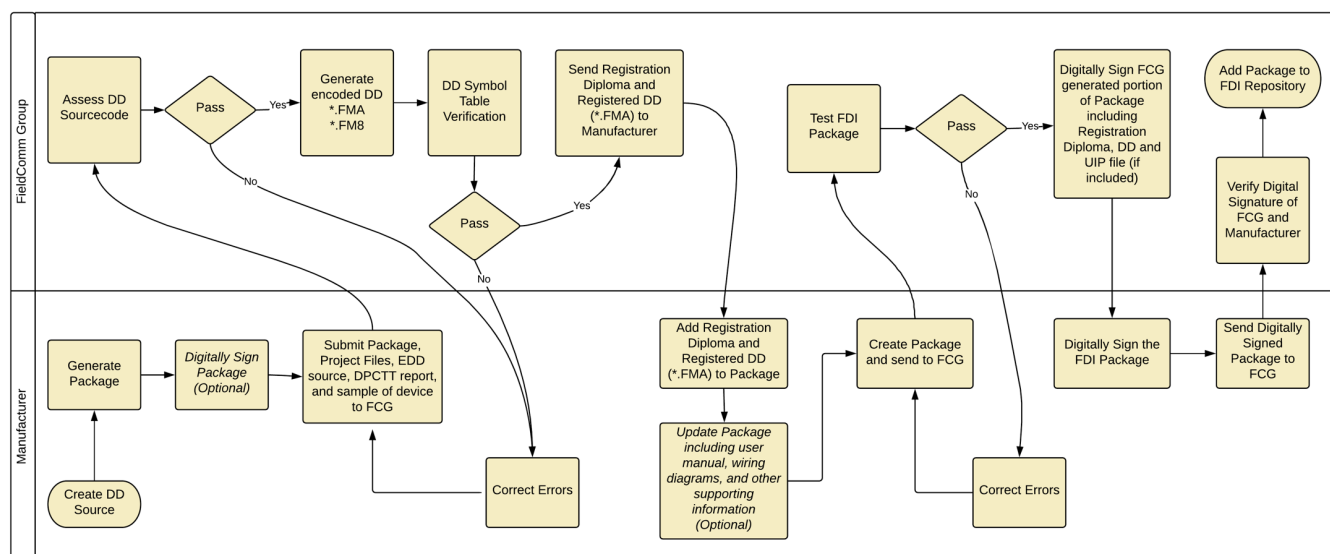 FieldComm Group
Assess DD
Sourcecode
Pass
Yes
No
Generate
encoded DD
*.FMA
*.FM8
DD Symbol
Table
Verification
Pass
Yes
No
Send Registration
Diploma and
Registered DD
(*.FMA) to
Manufacturer
Test FDI
Package
Pass
Yes
No
Digitally Sign FCG
generated portion
of Package
including
Registration
Diploma, DD and
UIP file (if
included)
Add Package to
FDI Repository
Verify Digital
Signature of
FCG and
Manufacturer
Manufacturer
Generate
Package
Create DD
Source
Digitally Sign
Package
(Optional)
Submit Package,
Project Files, EDD
source, DPCTT report,
and sample of device
to FCG
Correct Errors
Add Registration
Diploma and
Registered DD
(*.FMA) to Package
Update Package
including user
manual, wiring
diagrams, and other
supporting
information
(Optional)
Create Package
and send to FCG
Correct Errors
Digitally Sign the
FDI Package
Send Digitally
Signed
Package to
FCG